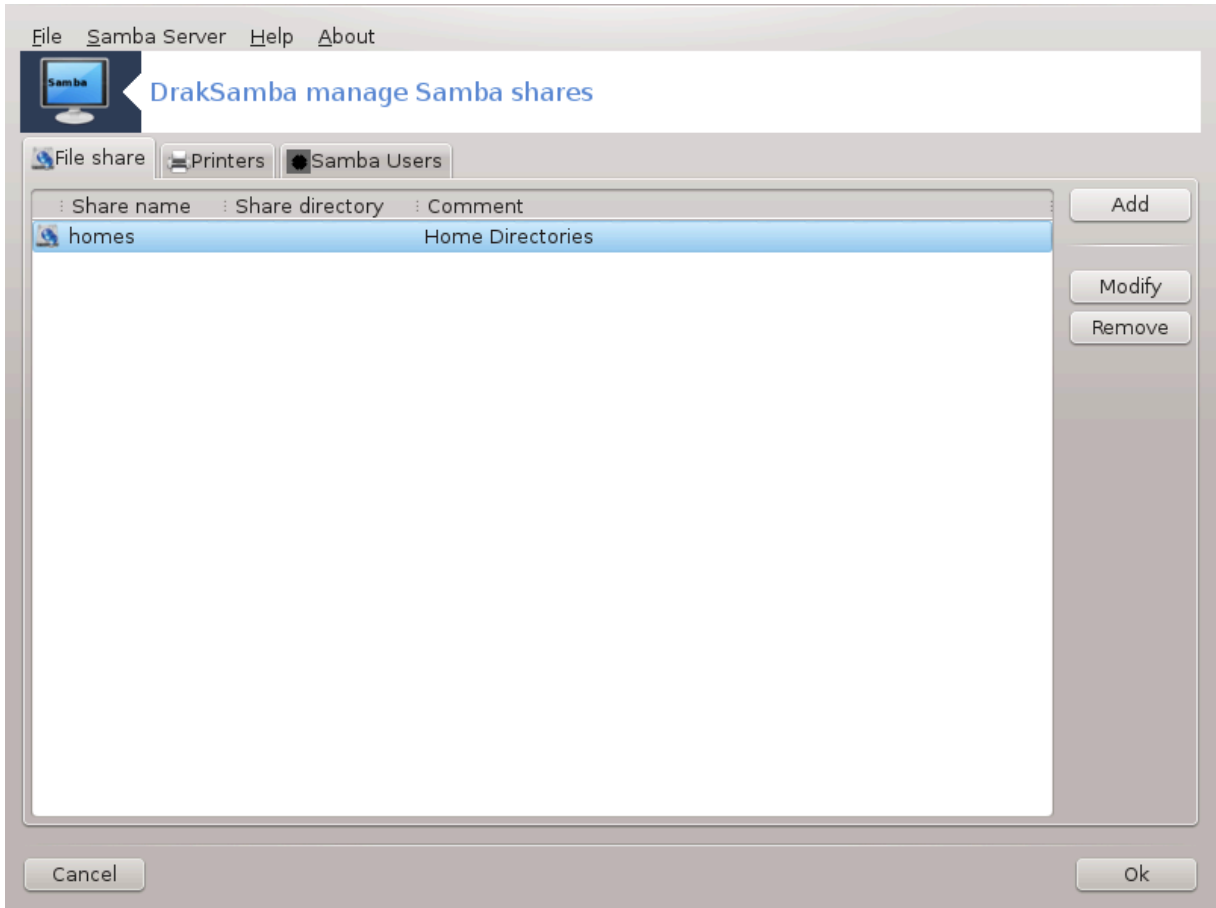 File Samba Server Help About
Samba
DrakSamba manage Samba shares
File share Printers Samba Users
Share name Share directory Comment
Add
homes Home Directories
Modify
Remove
Cancel Ok